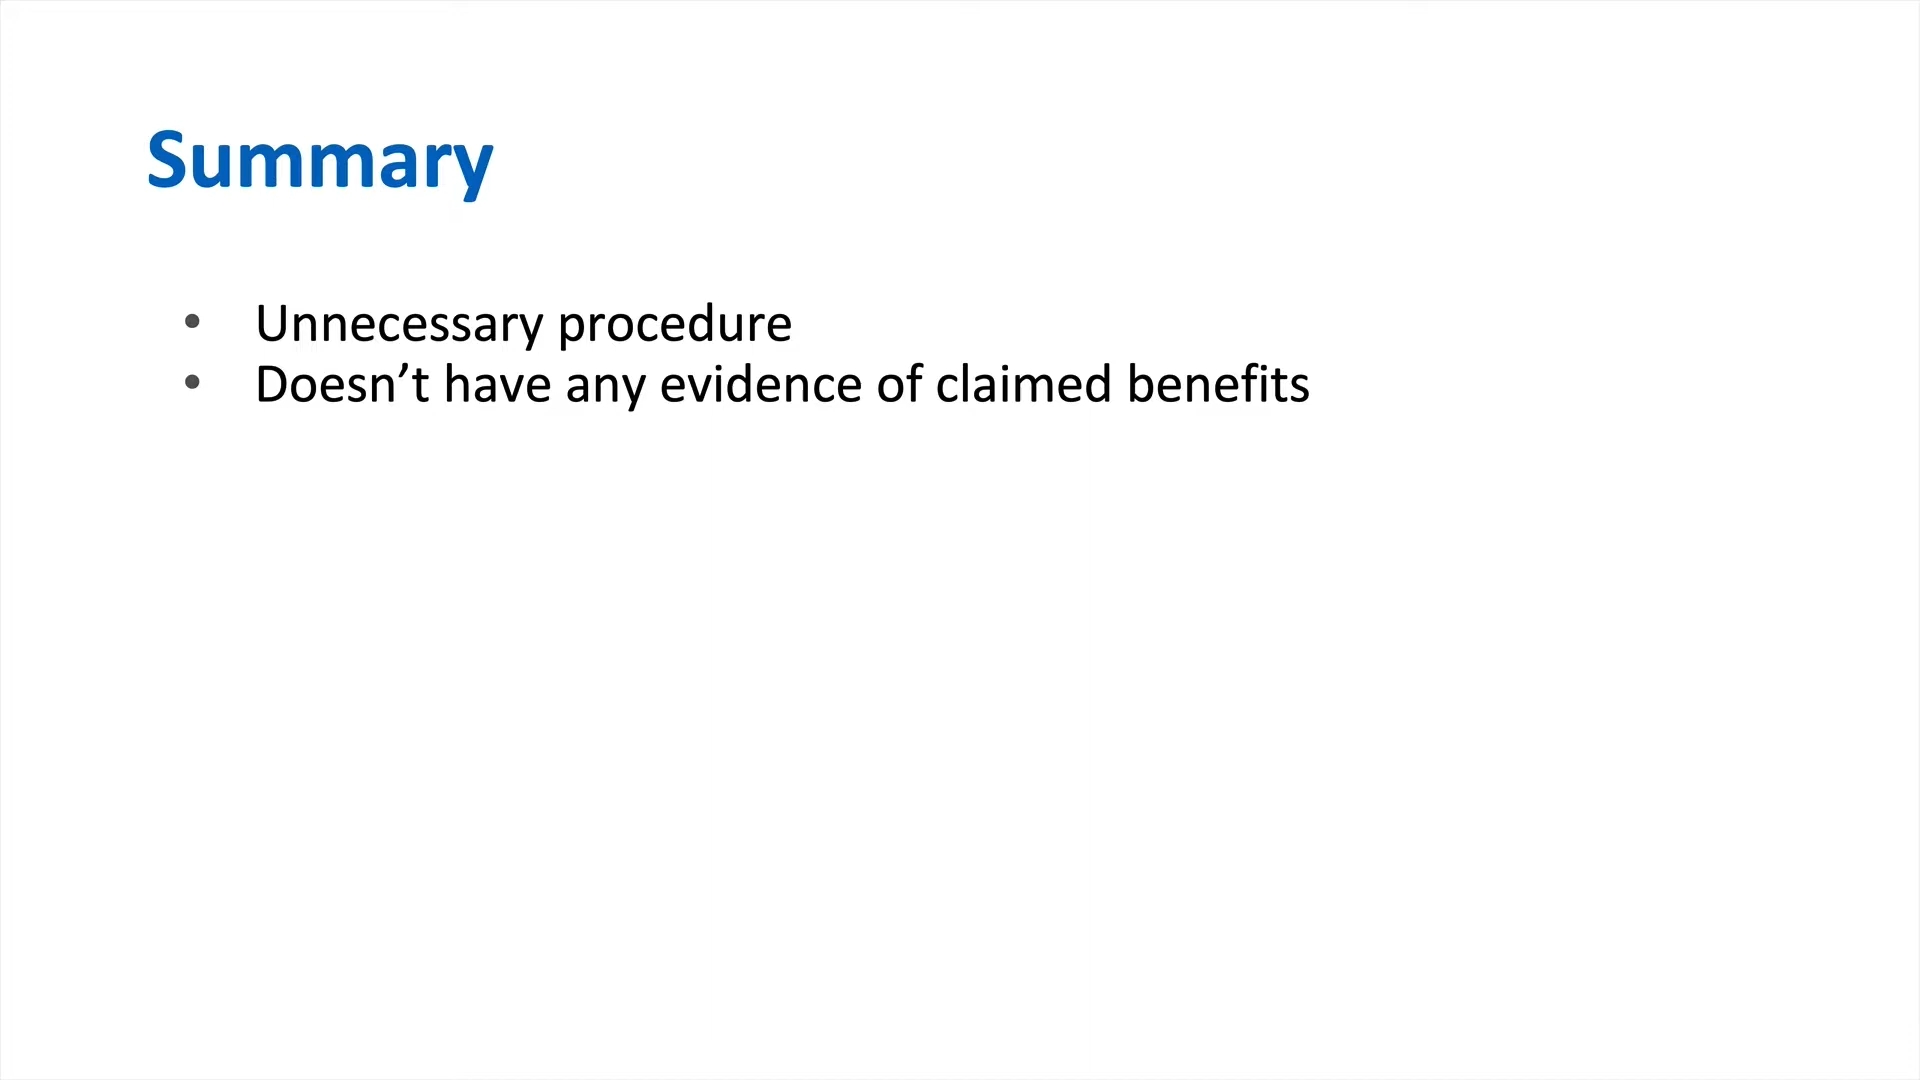 Summary
• Unnecessary procedure
• Doesn’t have any evidence of claimed benefits